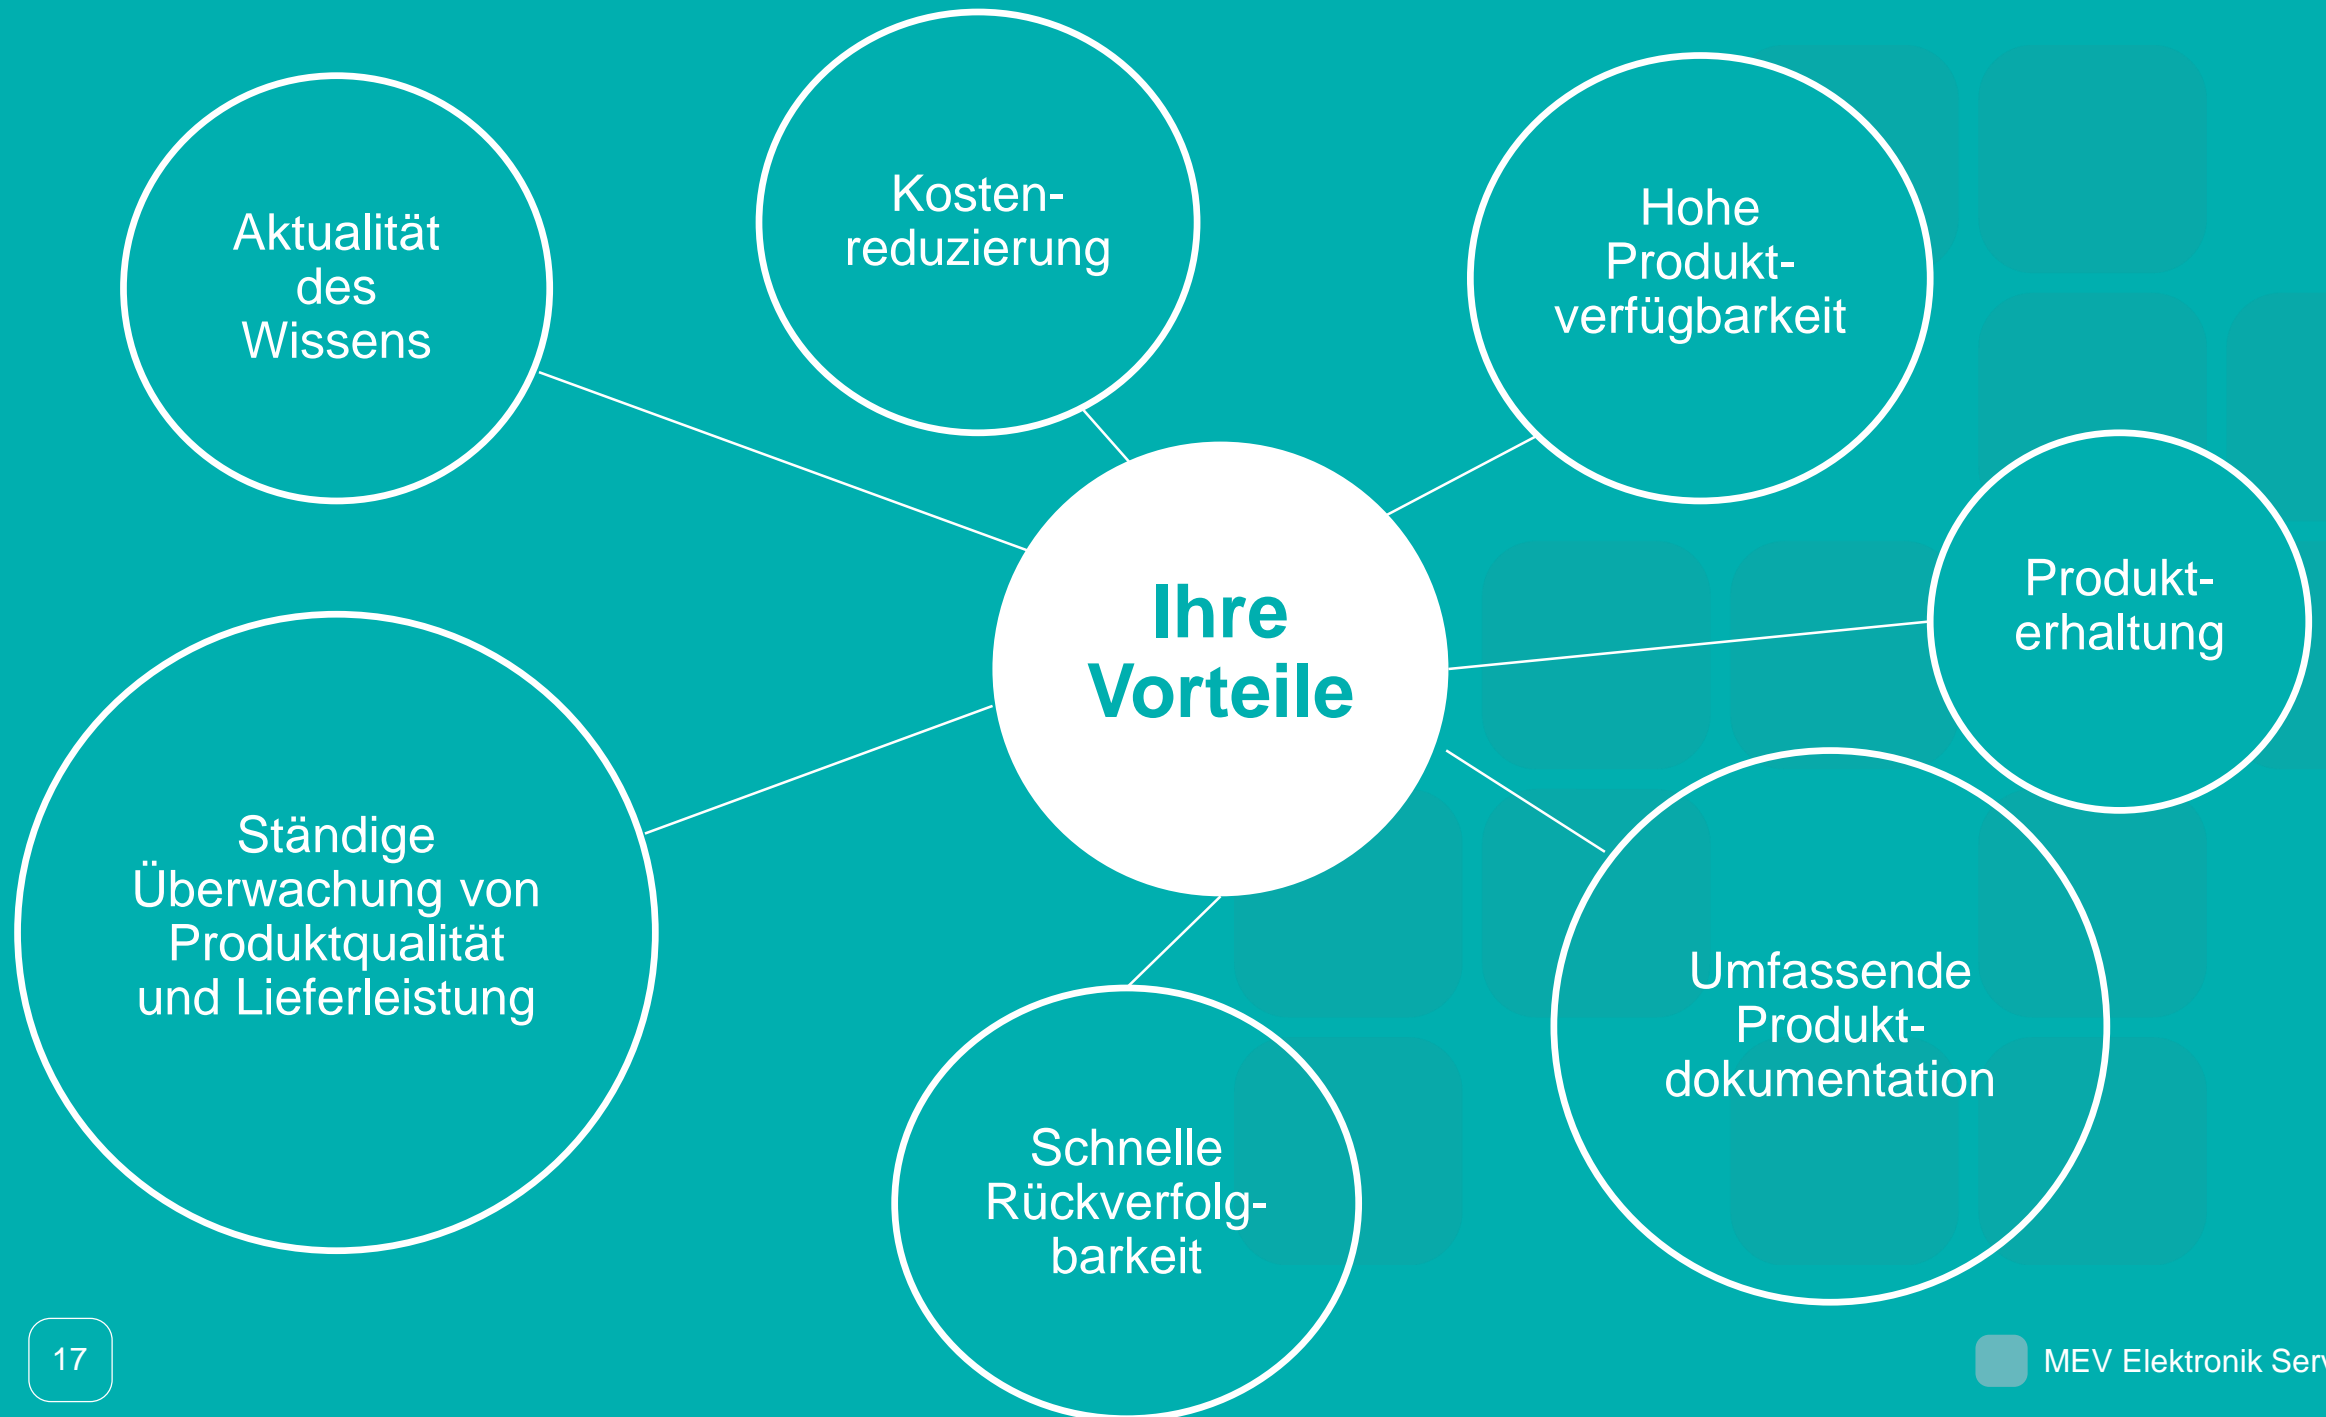 Aktualität
des
Wissens
Kosten-
reduzierung
Hohe
Produkt-
verfügbarkeit
Produkt-
erhaltung
Ihre
Vorteile
Ständige
Überwachung von
Produktqualität
und Lieferleistung
Umfassende
Produkt-
dokumentation
Schnelle
Rückverfolg-
barkeit
17
MEV Elektronik